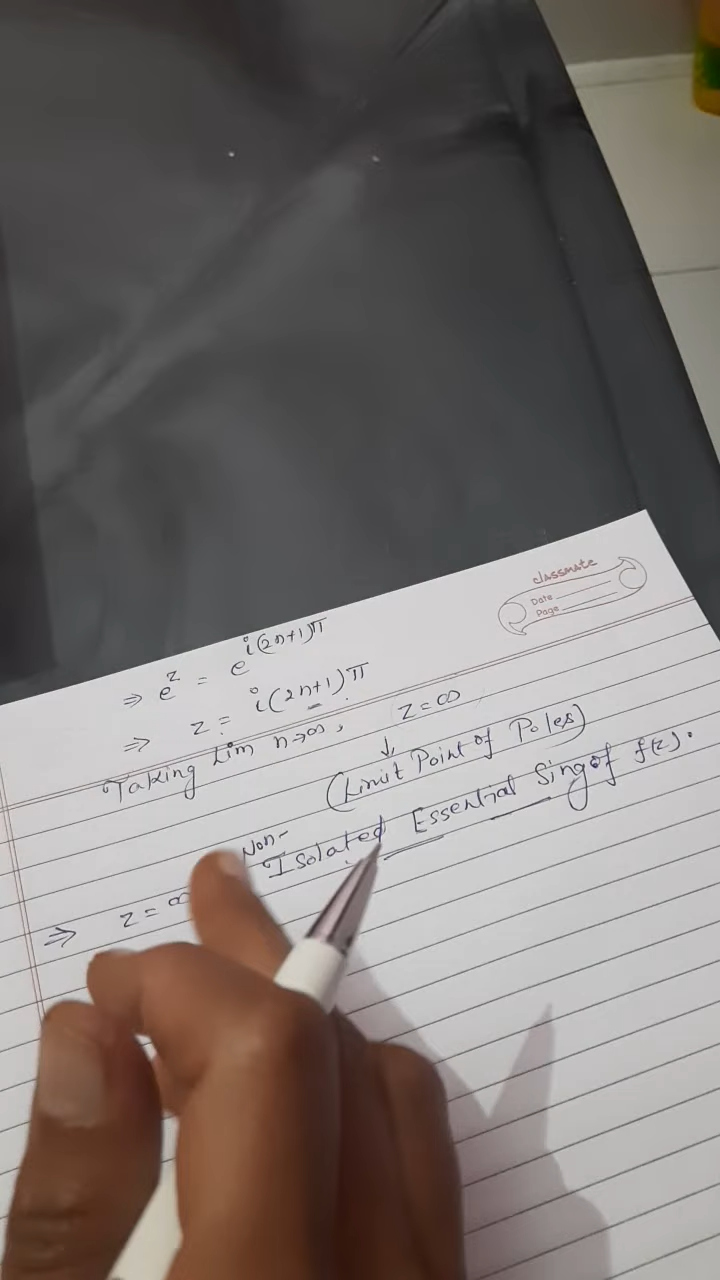 classmate
Date
Page
⇒ e^z = e^{i(2n+1)π}
⇒ z = i(2n+1)π
Taking Lim n→∞, z=∞
↓
(Limit Point of Poles)
⇒ z = ∞ Non-Isolated Essential Sing of f(z).